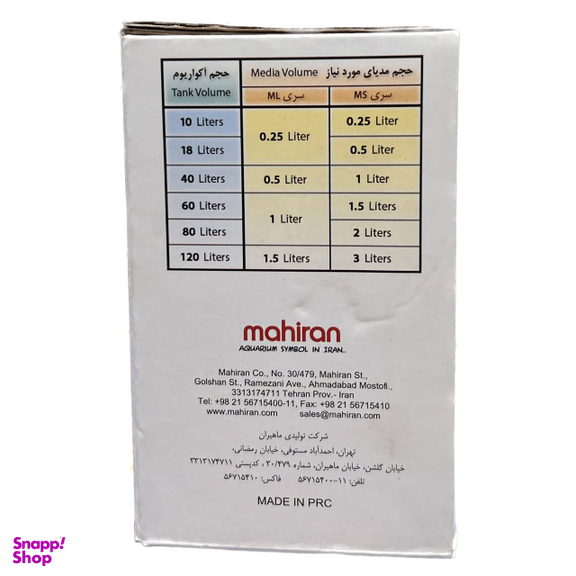 حجم آکواریوم حجم مدیای مورد نیاز Media Volume
Tank Volume سری ML سری MS
10 Liters 0.25 Liter 0.25 Liter
18 Liters 0.5 Liter
40 Liters 0.5 Liter 1 Liter
60 Liters 1 Liter 1.5 Liters
80 Liters 2 Liters
120 Liters 1.5 Liters 3 Liters
mahiran
AQUARIUM SYMBOL IN IRAN..
Mahiran Co., No. 30/479, Mahiran St.,
Golshan St., Ramezani Ave., Ahmadabad Mostofi.,
3313174711 Tehran Prov.- Iran
Tel: +98 21 56715400-11, Fax: +98 21 56715410
www.mahiran.com sales@mahiran.com
شرکت تولیدی ماهیران
تهران، احمدآباد مستوفی، خیابان رمضانی،
خیابان گلشن، خیابان ماهیران، شماره ۳۰/۴۷۹ ، کدپستی ۳۳۱۳۱۷۴۷۱۱
تلفن: ۱۱-۵۶۷۱۵۴۰۰ فاکس: ۵۶۷۱۵۴۱۰
MADE IN PRC
Snapp!
Shop